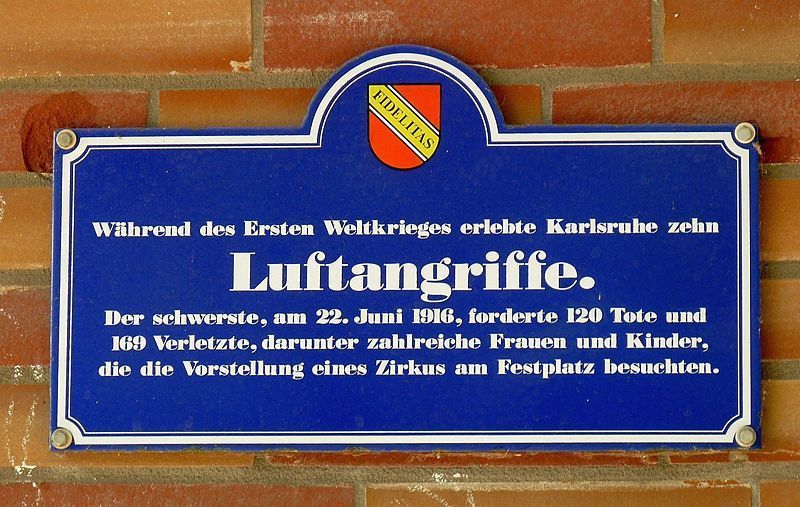 FIDELITAS
Während des Ersten Weltkrieges erlebte Karlsruhe zehn
Luftangriffe.
Der schwerste, am 22. Juni 1916, forderte 120 Tote und
169 Verletzte, darunter zahlreiche Frauen und Kinder,
die die Vorstellung eines Zirkus am Festplatz besuchten.